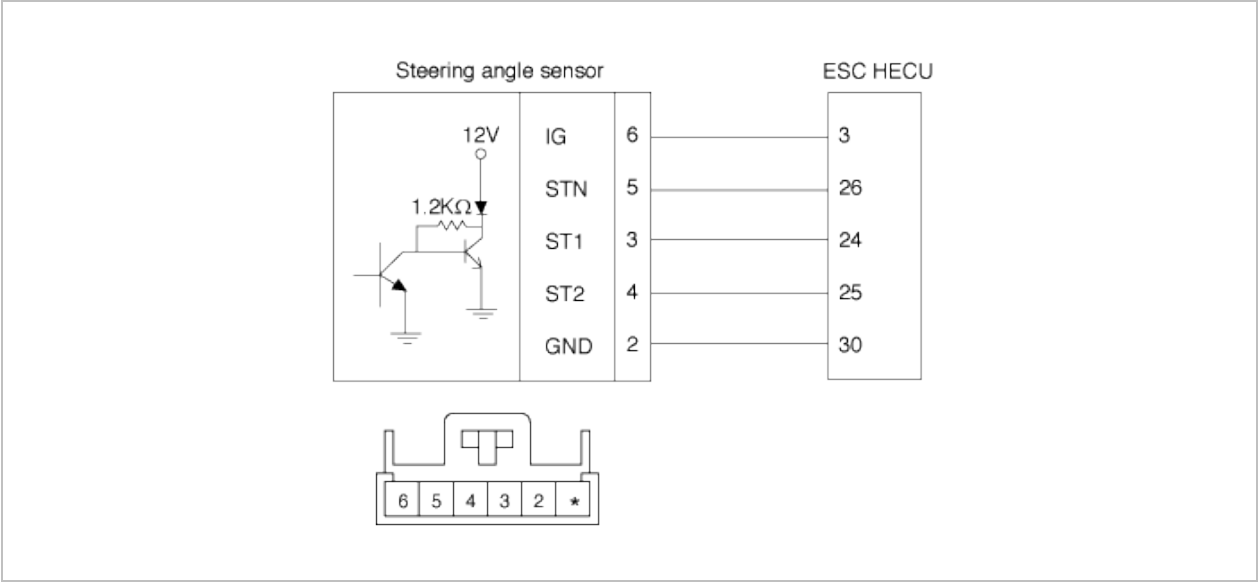 Steering angle sensor
ESC HECU
12V
1.2KΩ
IG 6 3
STN 5 26
ST1 3 24
ST2 4 25
GND 2 30
6 5 4 3 2 *